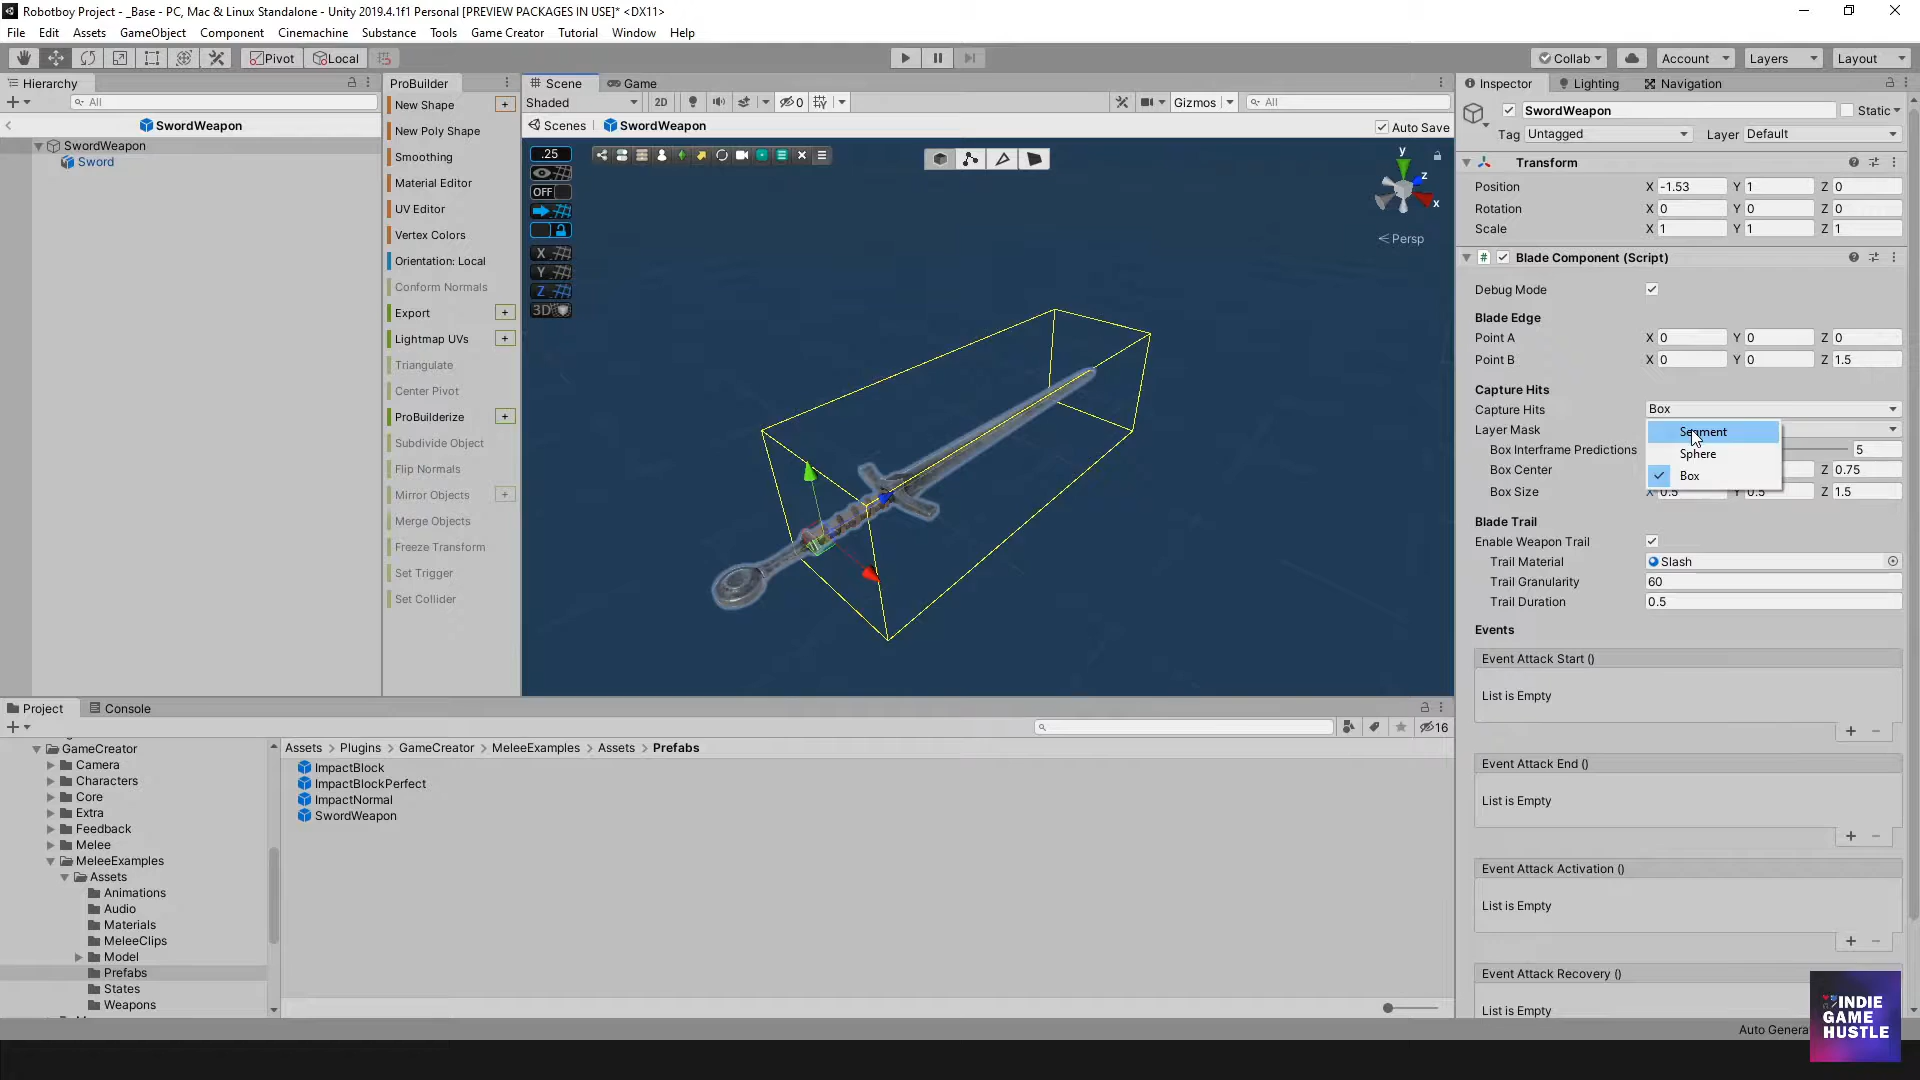 Robotboy Project - _Base - PC, Mac & Linux Standalone - Unity 2019.4.1f1 Personal [PREVIEW PACKAGES IN USE]* <DX11>
File Edit Assets GameObject Component Cinemachine Substance Tools Game Creator Tutorial Window Help
Pivot Local Collab Account Layers Layout
Hierarchy ProBuilder Scene Game Inspector Lighting Navigation
All
SwordWeapon
SwordWeapon
Sword
New Shape
New Poly Shape
Smoothing
Material Editor
UV Editor
Vertex Colors
Orientation: Local
Conform Normals
Export
Lightmap UVs
Triangulate
Center Pivot
ProBuilderize
Subdivide Object
Flip Normals
Mirror Objects
Merge Objects
Freeze Transform
Set Trigger
Set Collider
Shaded 2D 0 Gizmos All
Scenes SwordWeapon Auto Save
.25
OFF
X
Y
Z
3D
y
z
x
Persp
SwordWeapon Static
Tag Untagged Layer Default
Transform
Position X -1.53 Y 1 Z 0
Rotation X 0 Y 0 Z 0
Scale X 1 Y 1 Z 1
Blade Component (Script)
Debug Mode
Blade Edge
Point A X 0 Y 0 Z 0
Point B X 0 Y 0 Z 1.5
Capture Hits
Capture Hits Box
Layer Mask
Segment
Sphere
Box
Box Interframe Predictions 5
Box Center Z 0.75
Box Size X 0.5 Y 0.5 Z 1.5
Blade Trail
Enable Weapon Trail
Trail Material Slash
Trail Granularity 60
Trail Duration 0.5
Events
Event Attack Start ()
List is Empty
Event Attack End ()
List is Empty
Event Attack Activation ()
List is Empty
Event Attack Recovery ()
List is Empty
Project Console
16
GameCreator
Camera
Characters
Core
Extra
Feedback
Melee
MeleeExamples
Assets
Animations
Audio
Materials
MeleeClips
Model
Prefabs
States
Weapons
Assets > Plugins > GameCreator > MeleeExamples > Assets > Prefabs
ImpactBlock
ImpactBlockPerfect
ImpactNormal
SwordWeapon
Auto Genera
INDIE
GAME
HUSTLE